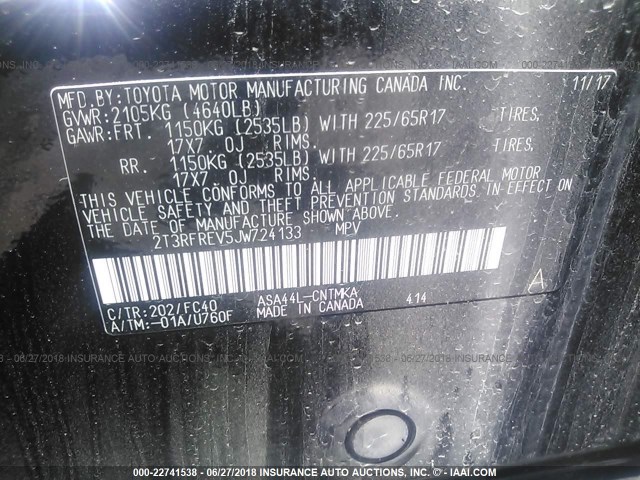 MFD.BY:TOYOTA MOTOR MANUFACTURING CANADA INC. 11/17
GVWR:2105KG (4640LB)
GAWR:FRT. 1150KG (2535LB) WITH 225/65R17 TIRES,
17X7 0J RIMS.
RR. 1150KG (2535LB) WITH 225/65R17 TIRES,
17X7 0J RIMS.
THIS VEHICLE CONFORMS TO ALL APPLICABLE FEDERAL MOTOR
VEHICLE SAFETY AND THEFT PREVENTION STANDARDS IN EFFECT ON
THE DATE OF MANUFACTURE SHOWN ABOVE.
2T3RFREV5JW724133 MPV
C/TR:202/FC40 ASA44L-CNTMKA 4.14 A
A/TM:-01A/U760F MADE IN CANADA
000-22741538 - 06/27/2018 INSURANCE AUTO AUCTIONS, INC. - © - IAAI.COM